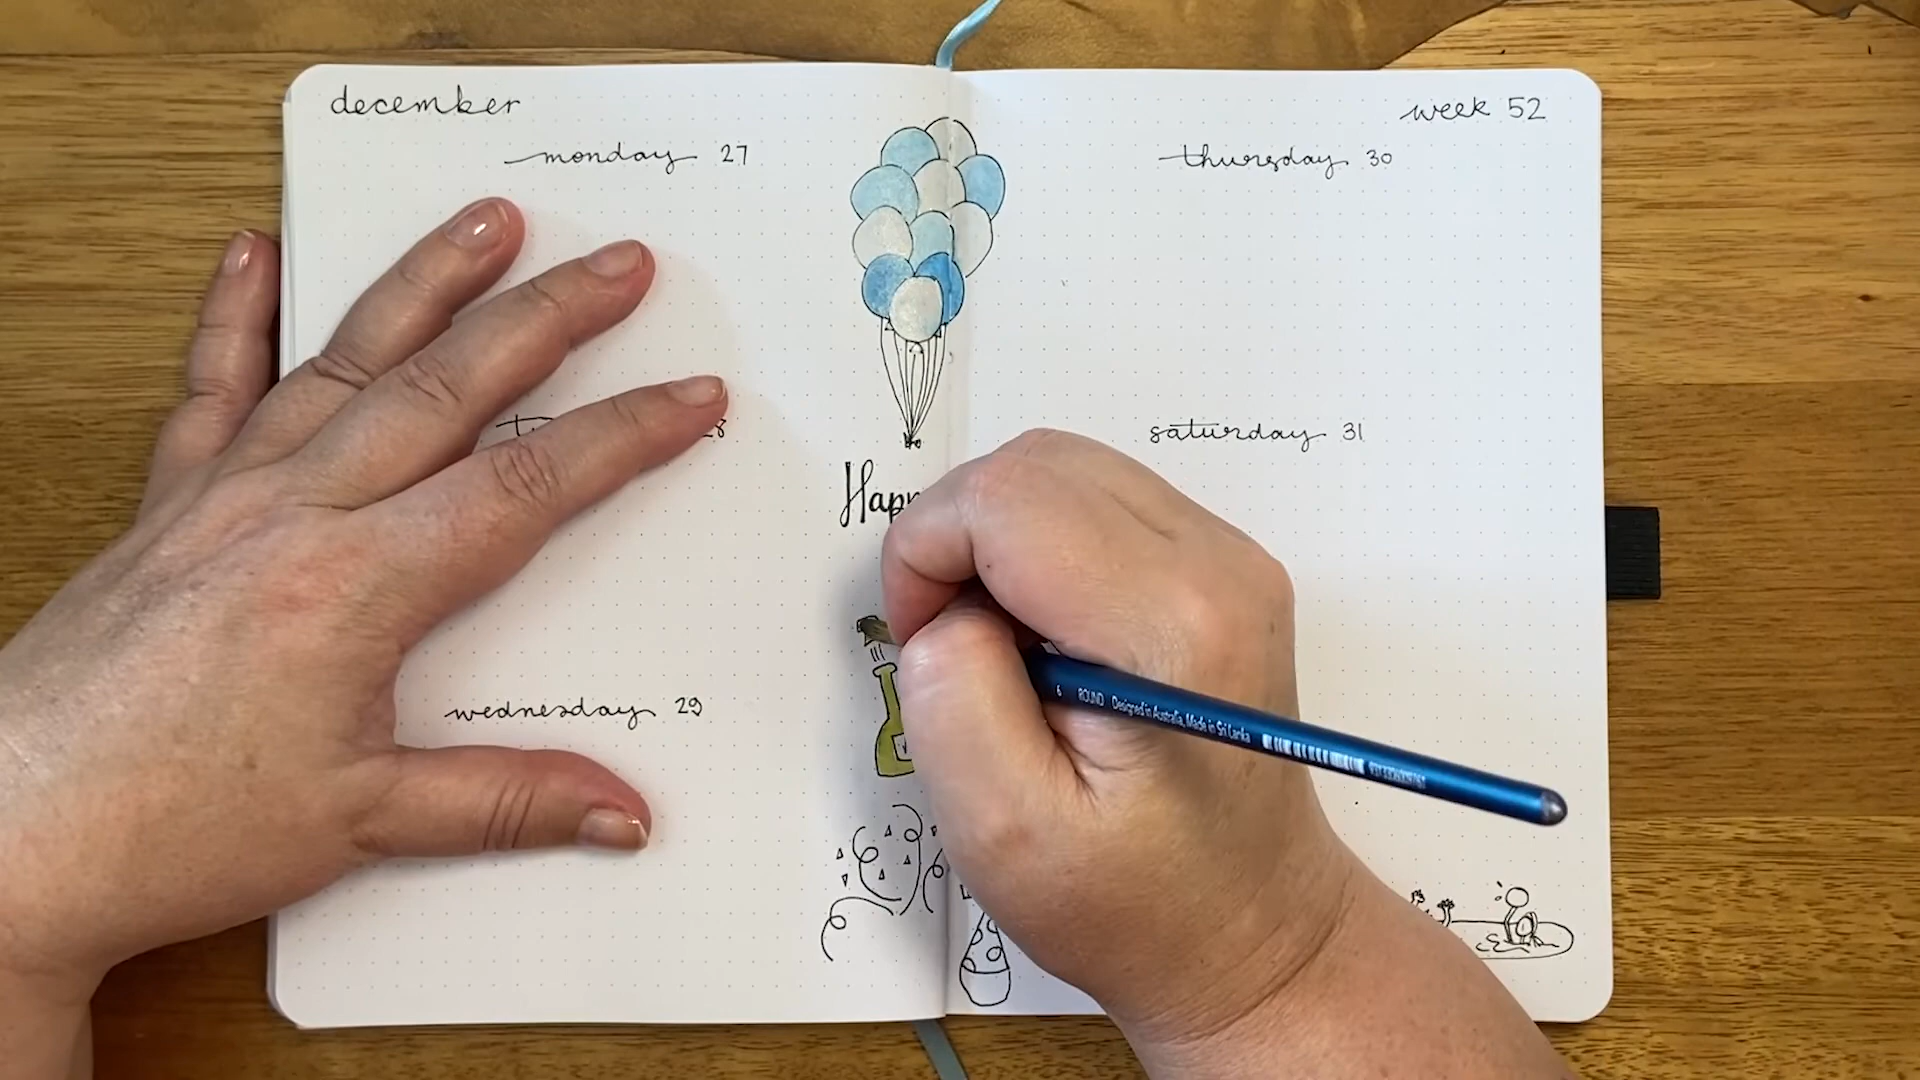 december
monday 27
28
wednesday 29
week 52
thursday 30
saturday 31
6 ROUND Designed in Australia, Made in Sri Lanka